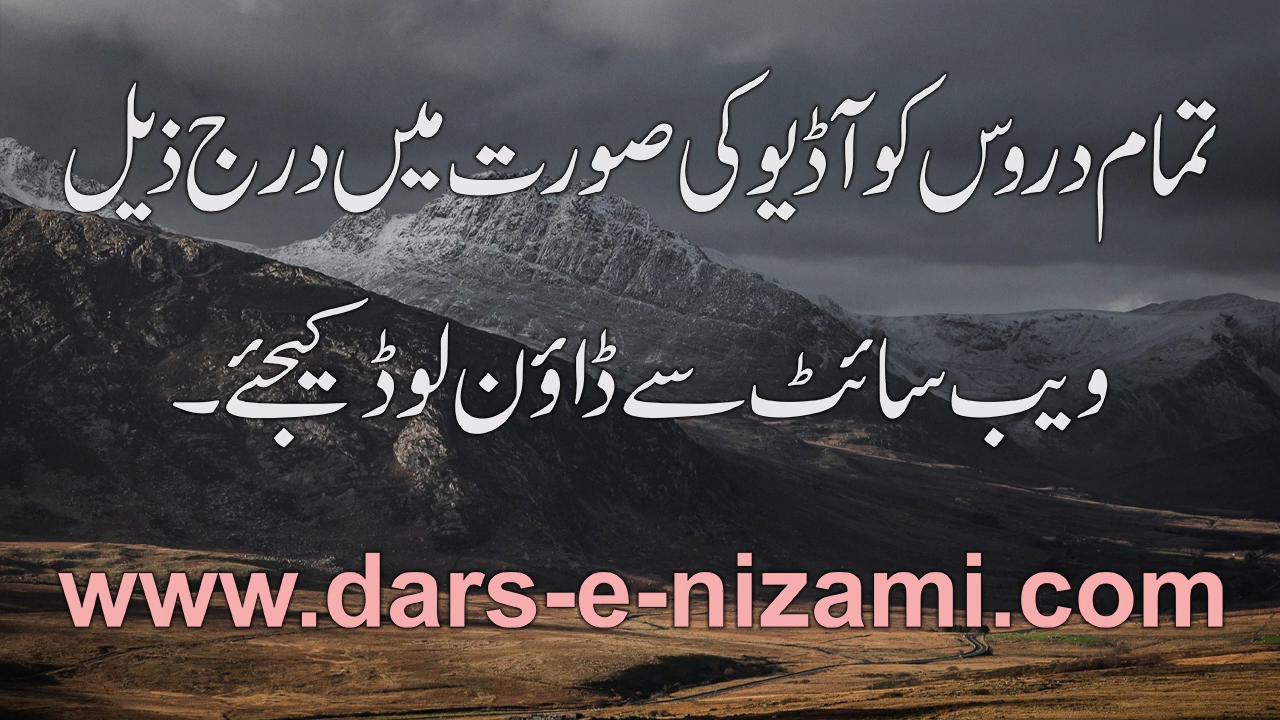 تمام دروس کو آڈیو کی صورت میں درج ذیل
ویب سائٹ سے ڈاؤن لوڈ کیجئے۔
www.dars-e-nizami.com